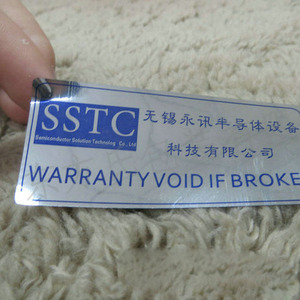 SSTC
Semiconductor Solution Technology Co.,Ltd
无锡永讯半导体设备
科技有限公司
WARRANTY VOID IF BROKE